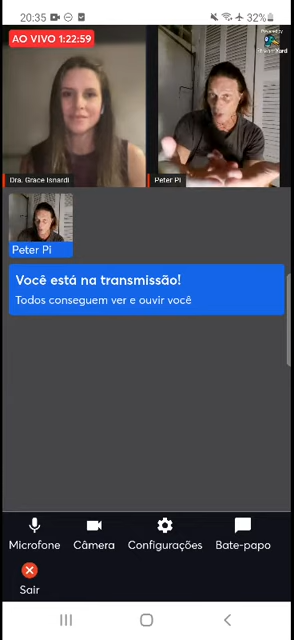 20:35
32%
AO VIVO 1:22:59
Powered by
StreamYard
Dra. Grace Isnardi
Peter Pi
Peter Pi
Você está na transmissão!
Todos conseguem ver e ouvir você
Microfone
Câmera
Configurações
Bate-papo
Sair